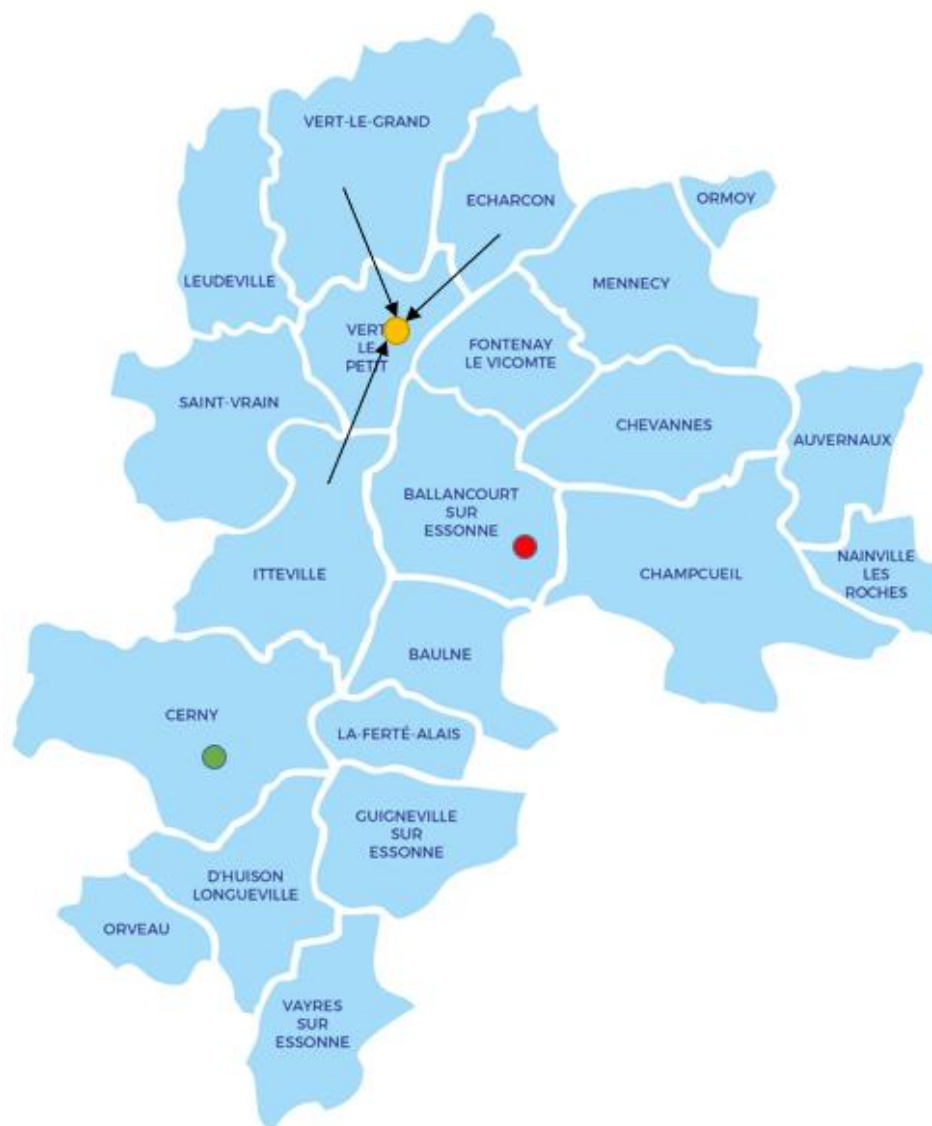 VERT-LE-GRAND
ECHARCON
ORMOY
LEUDEVILLE
MENNECY
VERT
LE
PETIT
FONTENAY
LE VICOMTE
SAINT-VRAIN
CHEVANNES
AUVERNAUX
BALLANCOURT
SUR
ESSONNE
NAINVILLE
LES
ROCHES
ITTEVILLE
CHAMPCUEIL
BAULNE
CERNY
LA-FERTÉ-ALAIS
GUIGNEVILLE
SUR
ESSONNE
D'HUISON
LONGUEVILLE
ORVEAU
VAYRES
SUR
ESSONNE